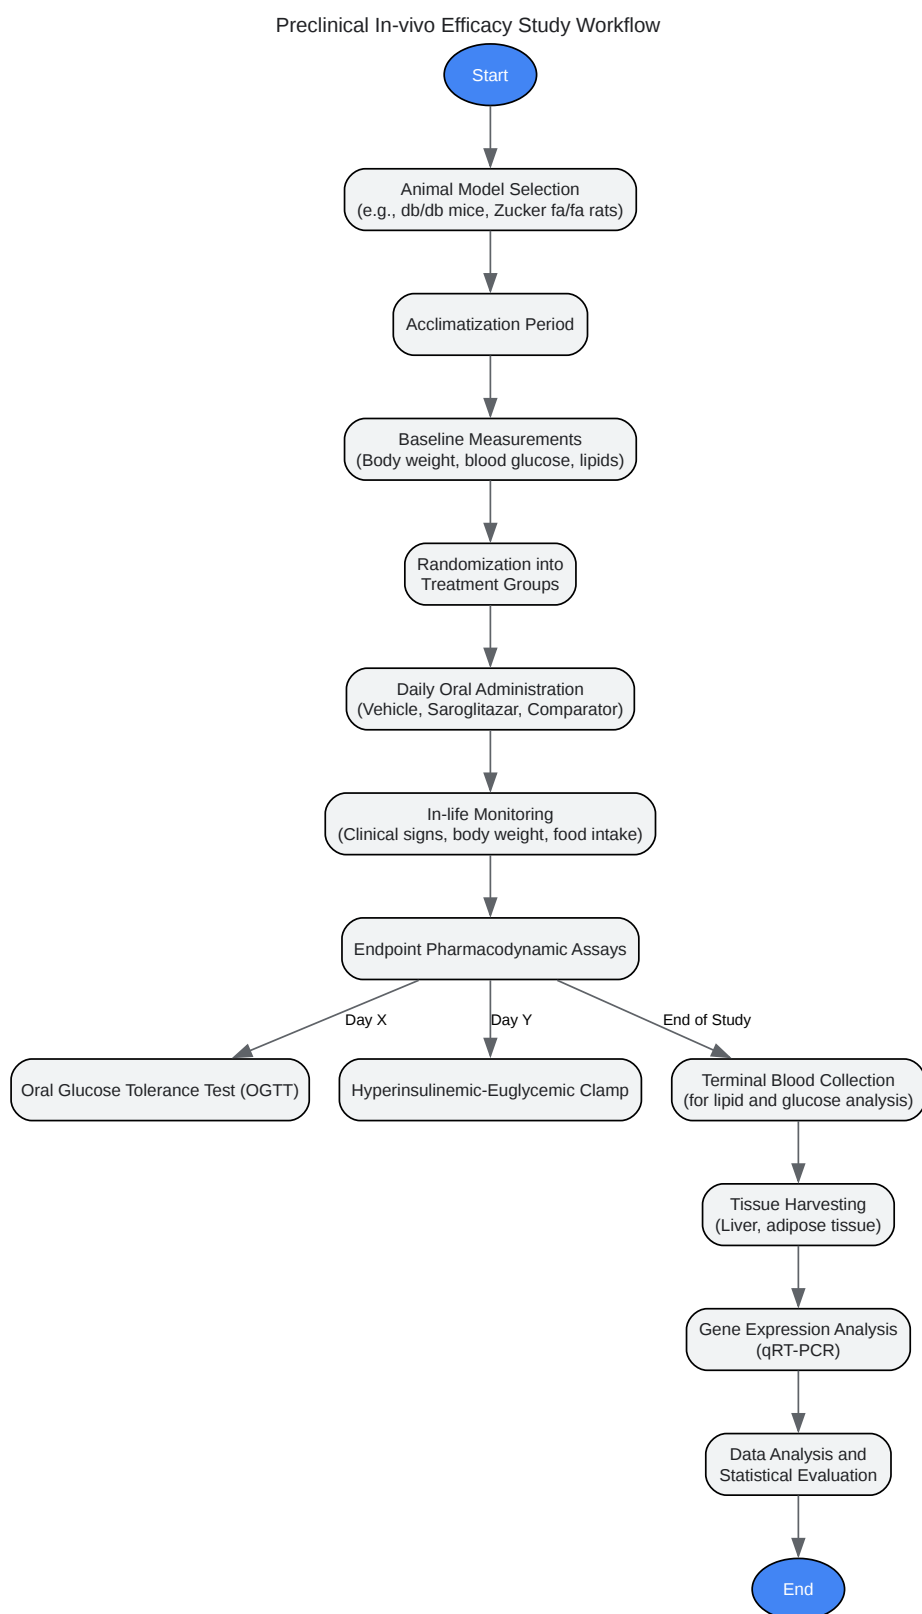 Preclinical In-vivo Efficacy Study Workflow
Start
Animal Model Selection
(e.g., db/db mice, Zucker fa/fa rats)
Acclimatization Period
Baseline Measurements
(Body weight, blood glucose, lipids)
Randomization into
Treatment Groups
Daily Oral Administration
(Vehicle, Saroglitazar, Comparator)
In-life Monitoring
(Clinical signs, body weight, food intake)
Endpoint Pharmacodynamic Assays
Day X
Day Y
End of Study
Oral Glucose Tolerance Test (OGTT)
Hyperinsulinemic-Euglycemic Clamp
Terminal Blood Collection
(for lipid and glucose analysis)
Tissue Harvesting
(Liver, adipose tissue)
Gene Expression Analysis
(qRT-PCR)
Data Analysis and
Statistical Evaluation
End